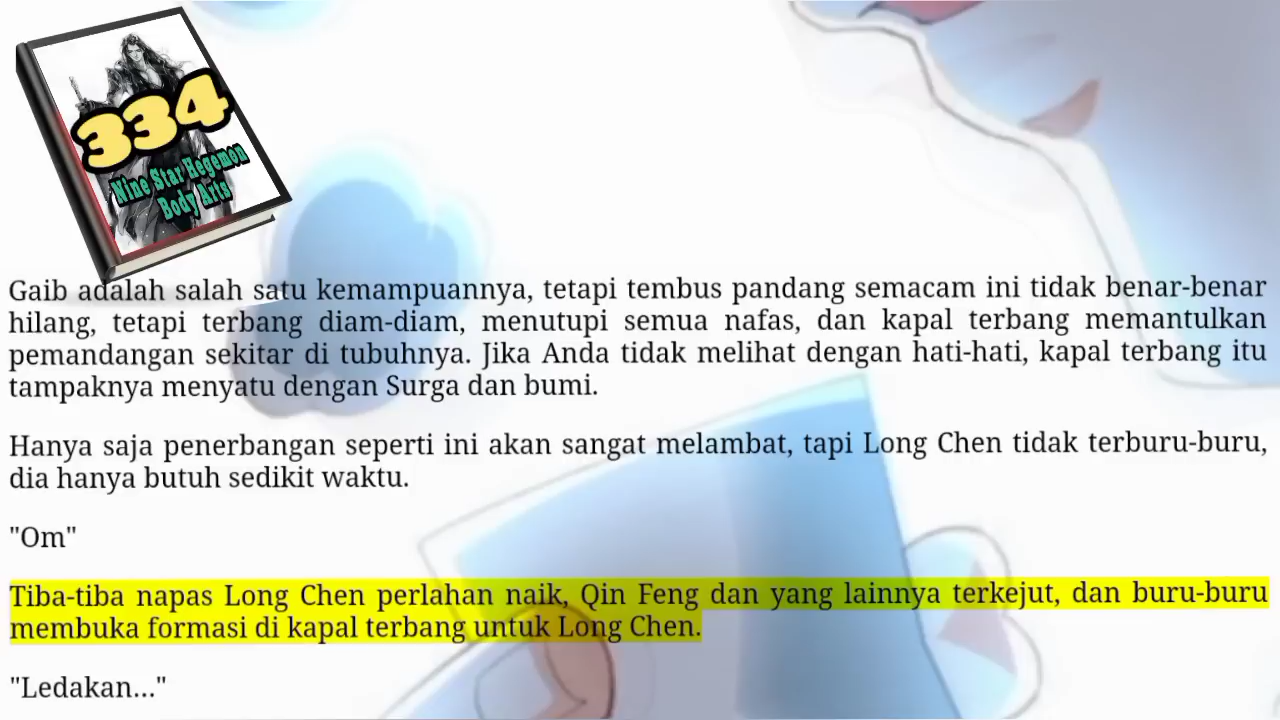 334
Nine Star Hegemon
Body Arts
Gaib adalah salah satu kemampuannya, tetapi tembus pandang semacam ini tidak benar-benar
hilang, tetapi terbang diam-diam, menutupi semua nafas, dan kapal terbang memantulkan
pemandangan sekitar di tubuhnya. Jika Anda tidak melihat dengan hati-hati, kapal terbang itu
tampaknya menyatu dengan Surga dan bumi.
Hanya saja penerbangan seperti ini akan sangat melambat, tapi Long Chen tidak terburu-buru,
dia hanya butuh sedikit waktu.
"Om"
Tiba-tiba napas Long Chen perlahan naik, Qin Feng dan yang lainnya terkejut, dan buru-buru
membuka formasi di kapal terbang untuk Long Chen.
"Ledakan..."